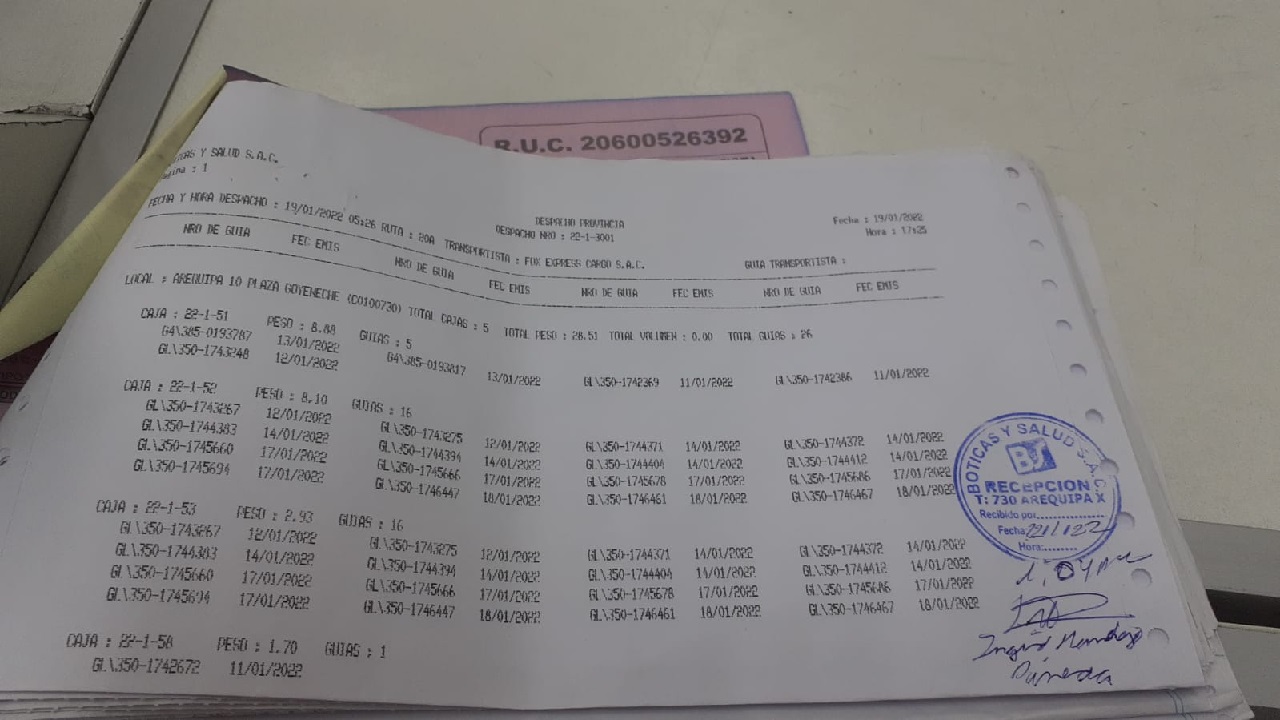 R.U.C. 20600526392
Y SALUD S.A.C.
: 1
FECHA Y HORA DESPACHO : 19/01/2022 05:26 RUTA : 20A TRANSPORTISTA : FOX EXPRESS CARGO S.A.C.
DESPACHO PROVINCIA
DESPACHO NRO : 22-1-3001
Fecha : 19/01/2022
Hora : 17:25
GUIA TRANSPORTISTA :
NRO DE GUIA FEC EMIS NRO DE GUIA FEC EMIS NRO DE GUIA FEC EMIS NRO DE GUIA FEC EMIS
LOCAL : AREQUIPA 10 PLAZA GOYENECHE (C0100730) TOTAL CAJAS : 5 TOTAL PESO : 28.51 TOTAL VOLUMEN : 0.00 TOTAL GUIAS : 26
CAJA : 22-1-51 PESO : 8.88 GUIAS : 5
G4\385-0193787 13/01/2022 G4\385-0193817 13/01/2022 GL\350-1742369 11/01/2022 GL\350-1742386 11/01/2022
GL\350-1743248 12/01/2022
CAJA : 22-1-52 PESO : 8.10 GUIAS : 16
GL\350-1743267 12/01/2022 GL\350-1743275 12/01/2022 GL\350-1744371 14/01/2022 GL\350-1744372 14/01/2022
GL\350-1744383 14/01/2022 GL\350-1744394 14/01/2022 GL\350-1744404 14/01/2022 GL\350-1744412 14/01/2022
GL\350-1745660 17/01/2022 GL\350-1745666 17/01/2022 GL\350-1745678 17/01/2022 GL\350-1745686 17/01/2022
GL\350-1745694 17/01/2022 GL\350-1746447 18/01/2022 GL\350-1746461 18/01/2022 GL\350-1746467 18/01/2022
CAJA : 22-1-53 PESO : 2.93 GUIAS : 16
GL\350-1743267 12/01/2022 GL\350-1743275 12/01/2022 GL\350-1744371 14/01/2022 GL\350-1744372 14/01/2022
GL\350-1744383 14/01/2022 GL\350-1744394 14/01/2022 GL\350-1744404 14/01/2022 GL\350-1744412 14/01/2022
GL\350-1745660 17/01/2022 GL\350-1745666 17/01/2022 GL\350-1745678 17/01/2022 GL\350-1745686 17/01/2022
GL\350-1745694 17/01/2022 GL\350-1746447 18/01/2022 GL\350-1746461 18/01/2022 GL\350-1746467 18/01/2022
CAJA : 22-1-58 PESO : 1.70 GUIAS : 1
GL\350-1742672 11/01/2022
BOTICAS Y SALUD S.A.C.
RECEPCION
T: 730 AREQUIPA X
Recibido por
Fecha: 22/1/22
Hora:
Ingrid